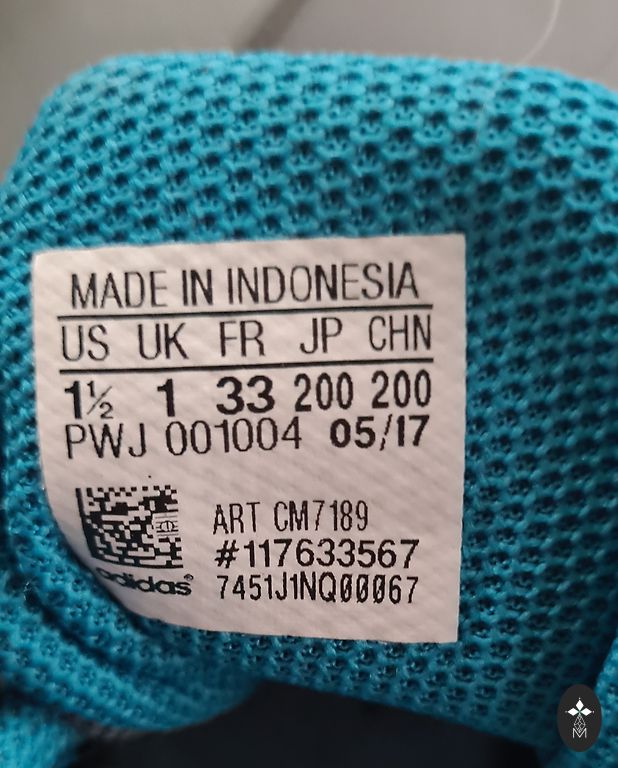 MADE IN INDONESIA
US UK FR JP CHN
1½ 1 33 200 200
PWJ 001004 05/17
ART CM7189
#117633567
adidas® 7451J1NQ00067
M